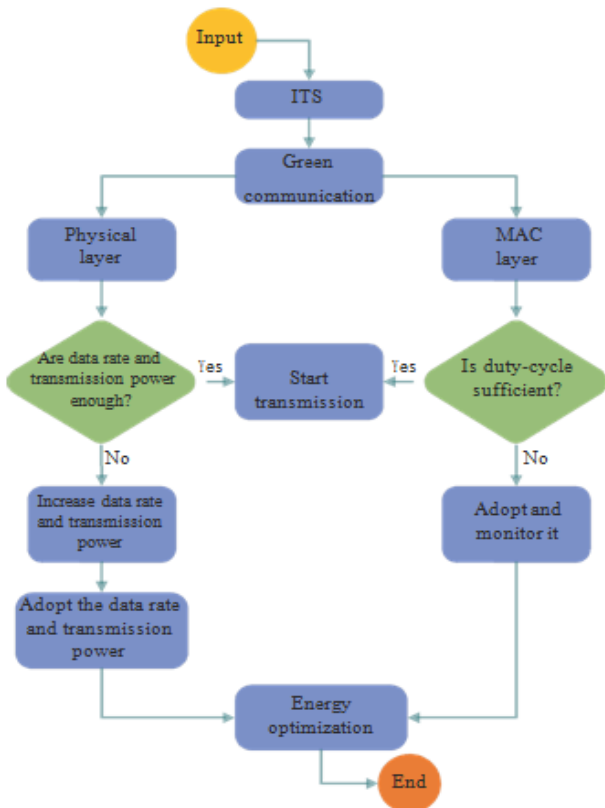 Input
ITS
Green
communication
Physical
layer
MAC
layer
Are data rate and
transmission power
enough?
Yes
Start
transmission
Yes
Is duty-cycle
sufficient?
No
No
Increase data rate
and transmission
power
Adopt and
monitor it
Adopt the data rate
and transmission
power
Energy
optimization
End